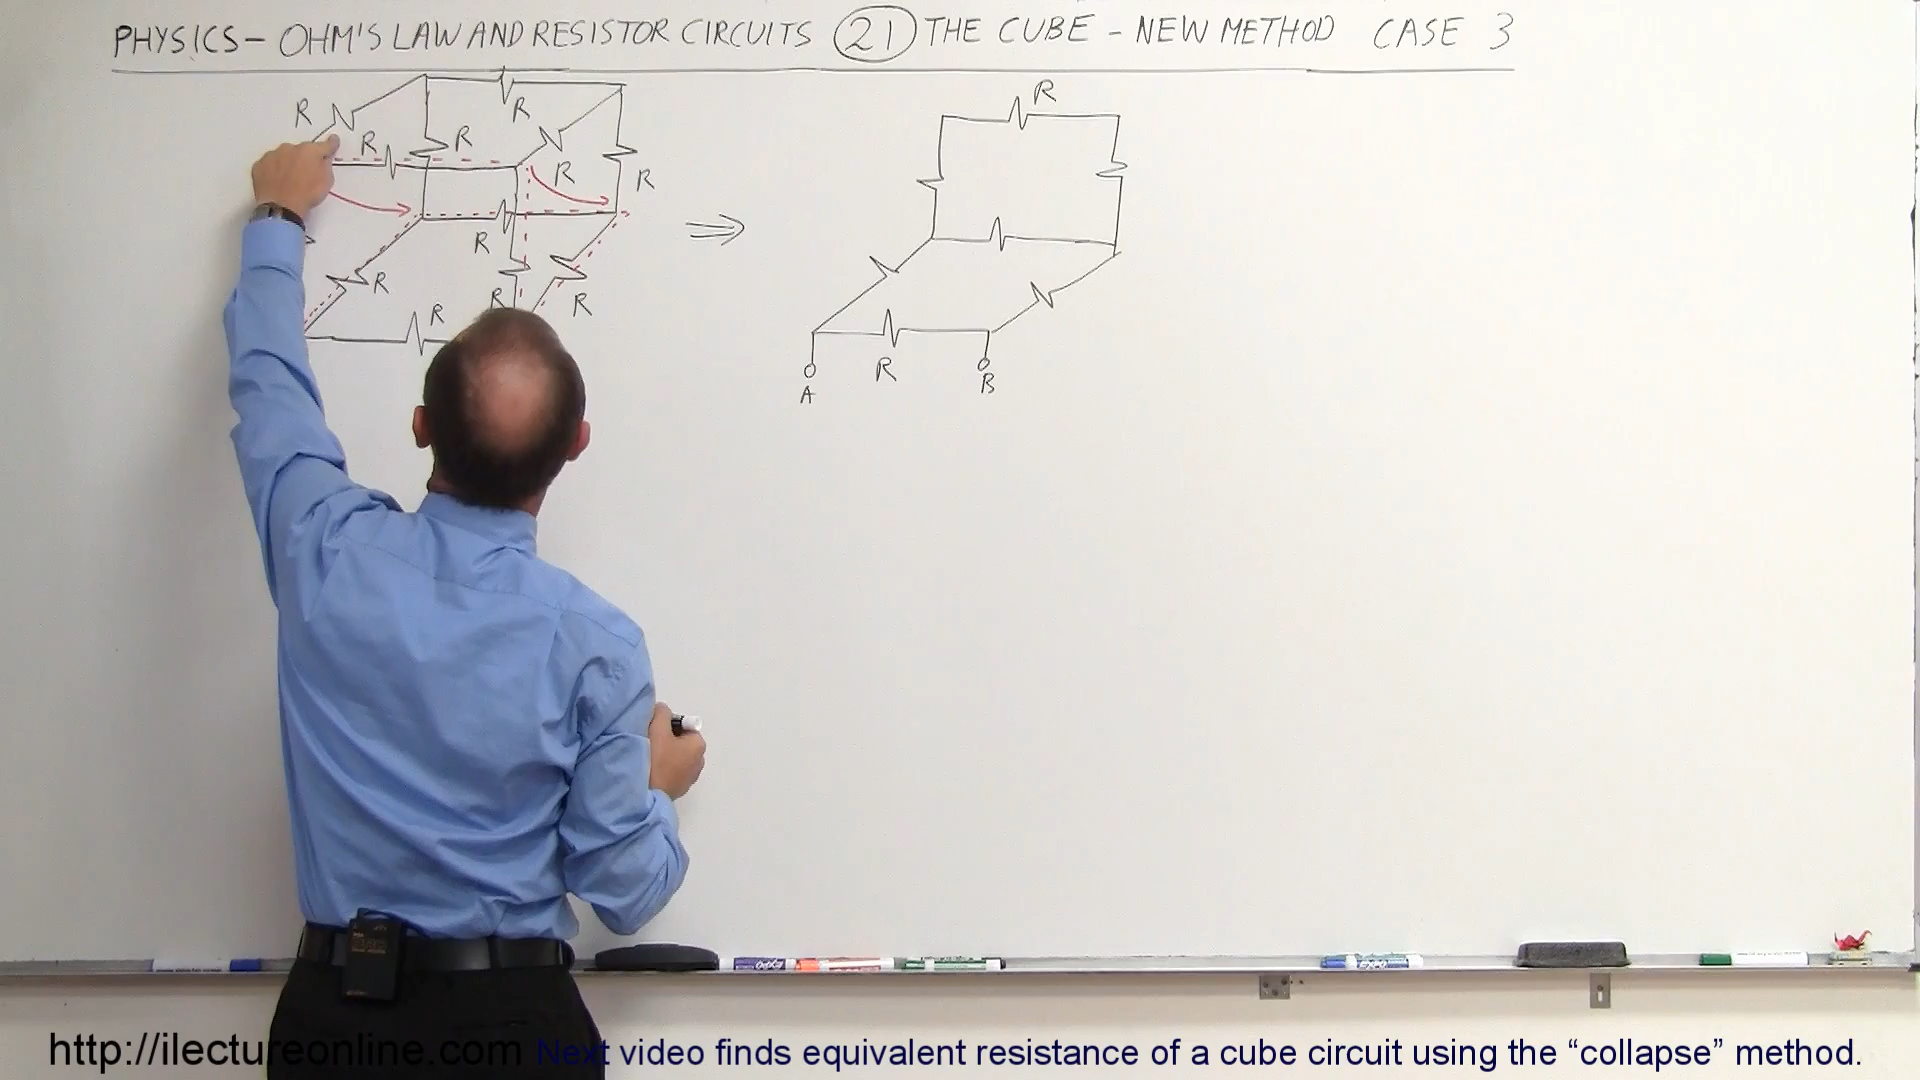 PHYSICS - OHM'S LAW AND RESISTOR CIRCUITS 21 THE CUBE - NEW METHOD CASE 3
R
R
R
R
R
R
R
R
R
R
R
R
R
A
B
EXPO
http://ilectureonline.com Next video finds equivalent resistance of a cube circuit using the “collapse” method.